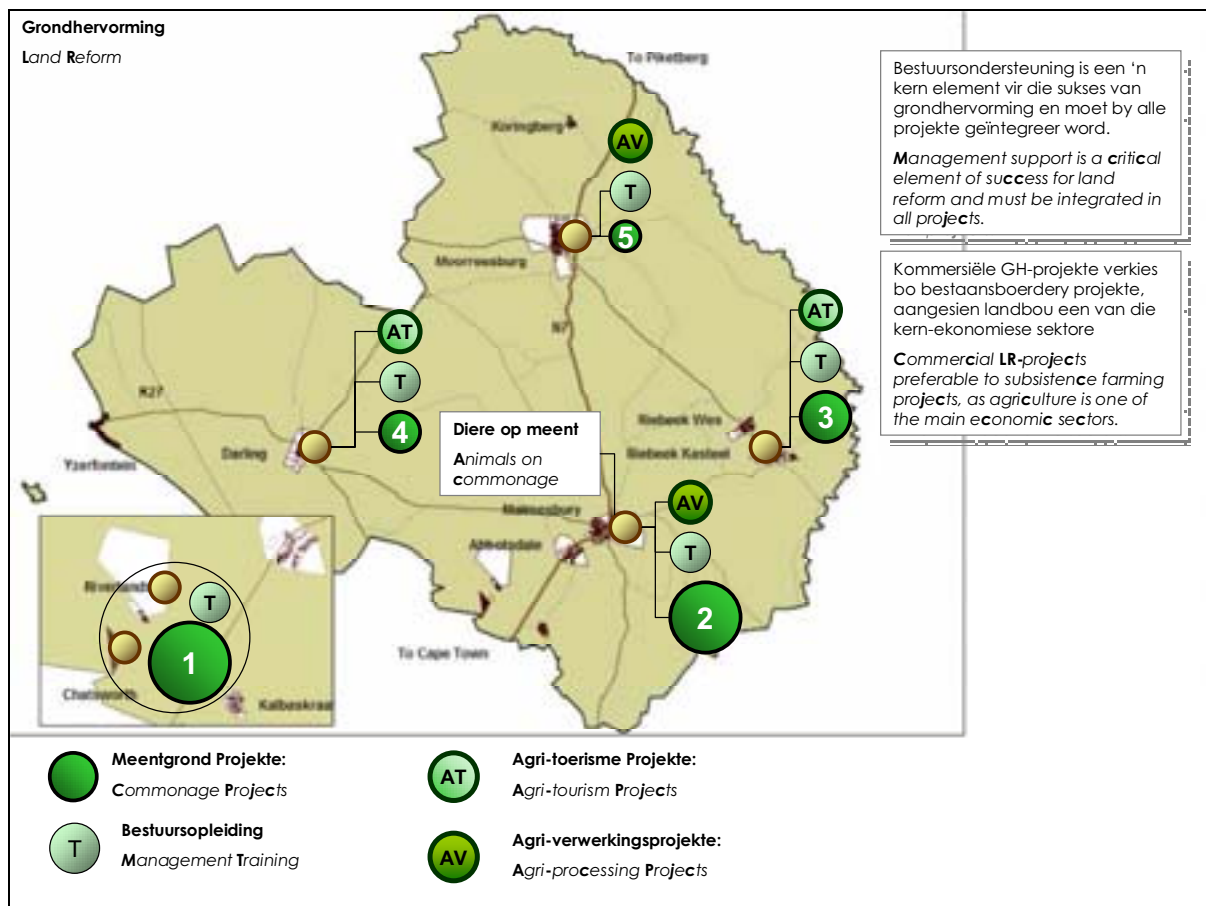 Grondhervorming
Land Reform
To Piketberg
Koringberg
AV
T
5
Moorreesburg
N7
Bestuursondersteuning is een ‘n
kern element vir die sukses van
grondhervorming en moet by alle
projekte geïntegreer word.
Management support is a critical
element of success for land
reform and must be integrated in
all projects.
Kommersiële GH-projekte verkies
bo bestaansboerdery projekte,
aangesien landbou een van die
kern-ekonomiese sektore
Commercial LR-projects
preferable to subsistence farming
projects, as agriculture is one of
the main economic sectors.
AT
T
4
R27
Yzerfontein
Darling
AT
T
3
Riebeek Wes
Riebeek Kasteel
Diere op meent
Animals on
commonage
Malmesbury
Abbotsdale
AV
T
2
To Cape Town
Riverlands
T
1
Chatsworth
Kalbaskraal
Meentgrond Projekte:
Commonage Projects
T
Bestuursopleiding
Management Training
AT
Agri-toerisme Projekte:
Agri-tourism Projects
AV
Agri-verwerkingsprojekte:
Agri-processing Projects